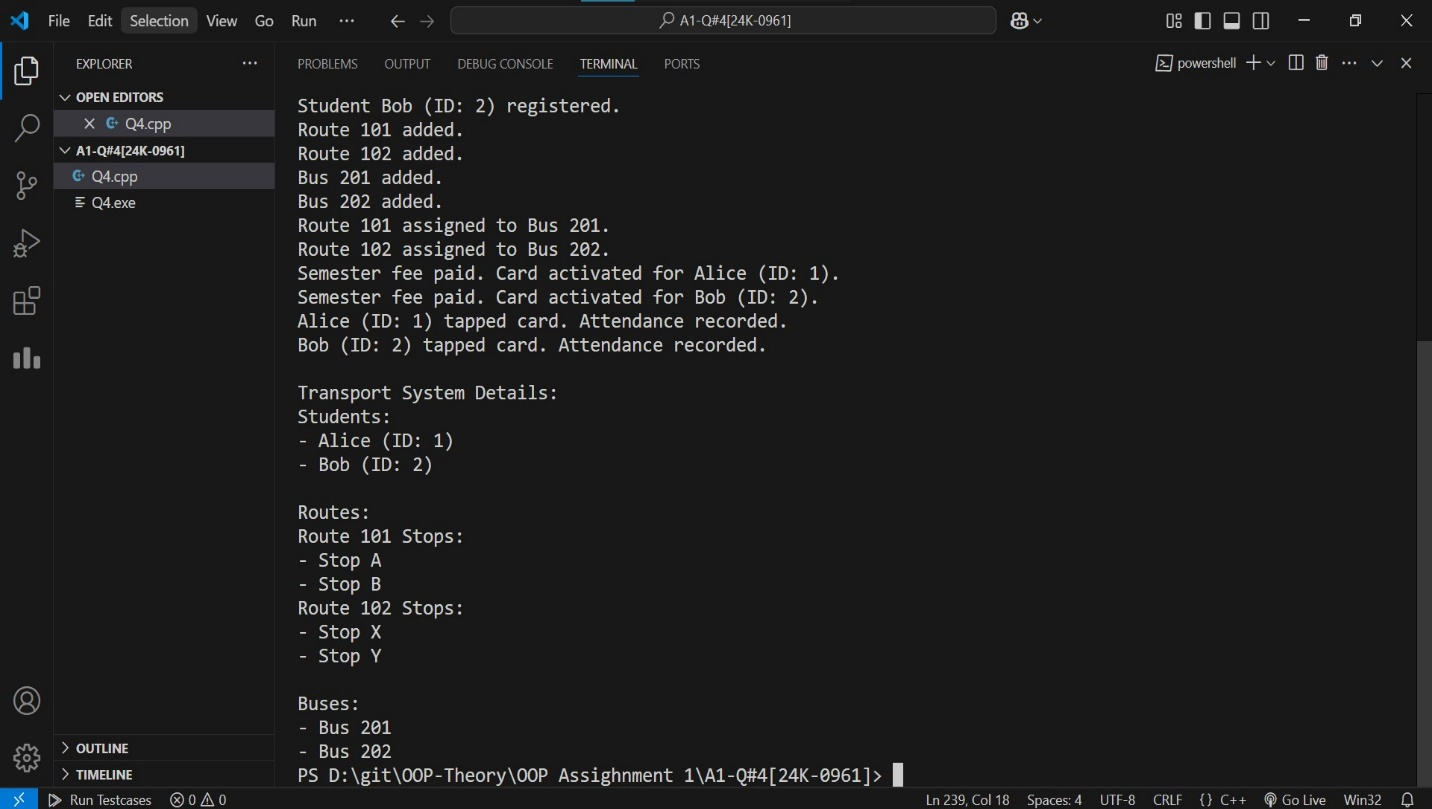 File Edit Selection View Go Run ··· A1-Q#4[24K-0961]
EXPLORER ···
PROBLEMS OUTPUT DEBUG CONSOLE TERMINAL PORTS
powershell
OPEN EDITORS
Q4.cpp
A1-Q#4[24K-0961]
Q4.cpp
Q4.exe
Student Bob (ID: 2) registered.
Route 101 added.
Route 102 added.
Bus 201 added.
Bus 202 added.
Route 101 assigned to Bus 201.
Route 102 assigned to Bus 202.
Semester fee paid. Card activated for Alice (ID: 1).
Semester fee paid. Card activated for Bob (ID: 2).
Alice (ID: 1) tapped card. Attendance recorded.
Bob (ID: 2) tapped card. Attendance recorded.
Transport System Details:
Students:
- Alice (ID: 1)
- Bob (ID: 2)
Routes:
Route 101 Stops:
- Stop A
- Stop B
Route 102 Stops:
- Stop X
- Stop Y
Buses:
- Bus 201
- Bus 202
PS D:\git\OOP-Theory\OOP Assighnment 1\A1-Q#4[24K-0961]>
OUTLINE
TIMELINE
Run Testcases 0 0 Ln 239, Col 18 Spaces: 4 UTF-8 CRLF {} C++ Go Live Win32